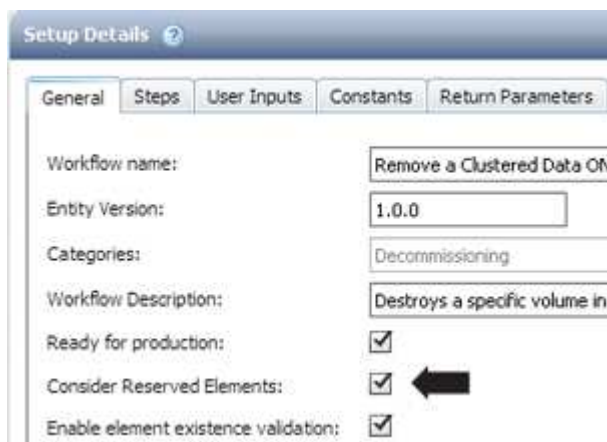 Setup Details
General Steps User Inputs Constants Return Parameters
Workflow name: Remove a Clustered Data
Entity Version: 1.0.0
Categories: Decommissioning
Workflow Description: Destroys a specific volume in
Ready for production:
Consider Reserved Elements:
Enable element existence validation: